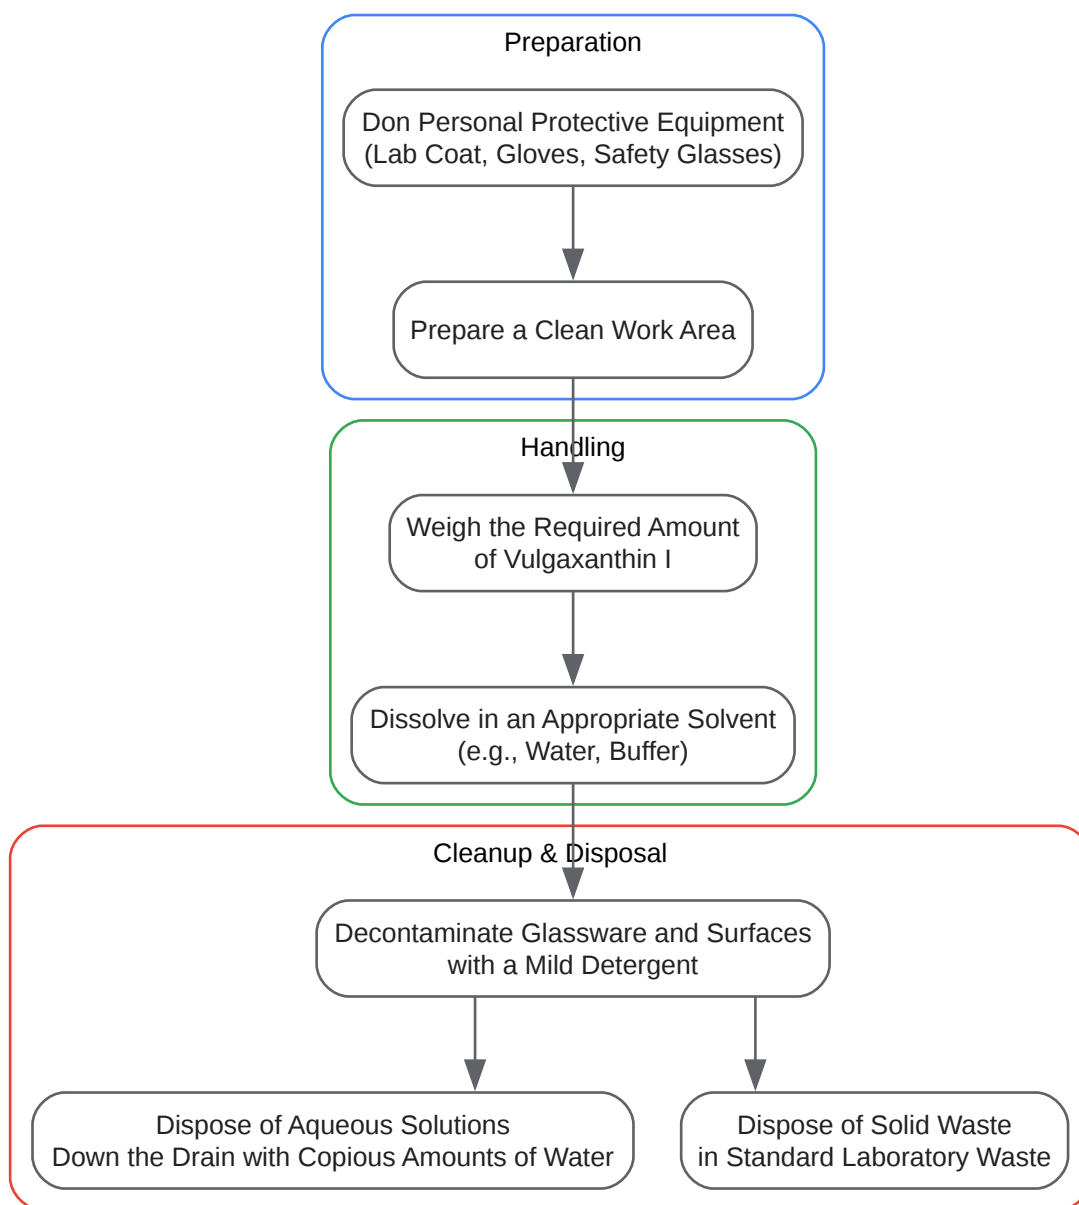 Preparation
Don Personal Protective Equipment
(Lab Coat, Gloves, Safety Glasses)
Prepare a Clean Work Area
Handling
Weigh the Required Amount
of Vulgaxanthin I
Dissolve in an Appropriate Solvent
(e.g., Water, Buffer)
Cleanup & Disposal
Decontaminate Glassware and Surfaces
with a Mild Detergent
Dispose of Aqueous Solutions
Down the Drain with Copious Amounts of Water
Dispose of Solid Waste
in Standard Laboratory Waste